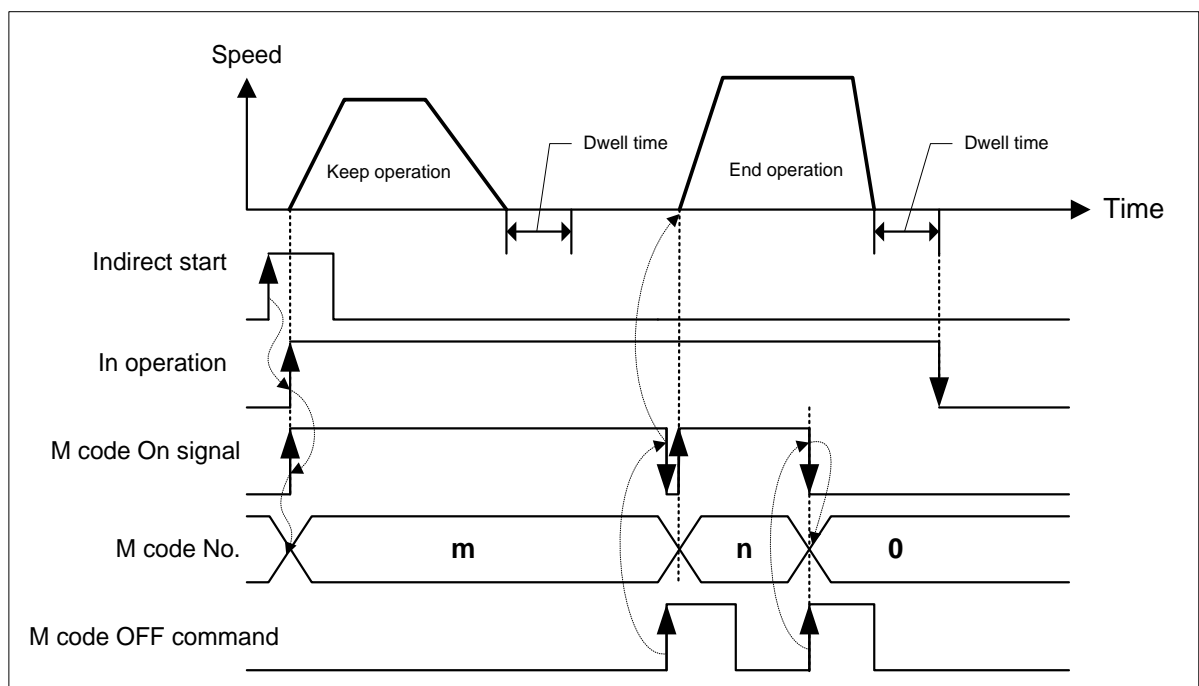 Speed
Dwell time
Dwell time
Keep operation
End operation
Time
Indirect start
In operation
M code On signal
M code No.
m
n
0
M code OFF command